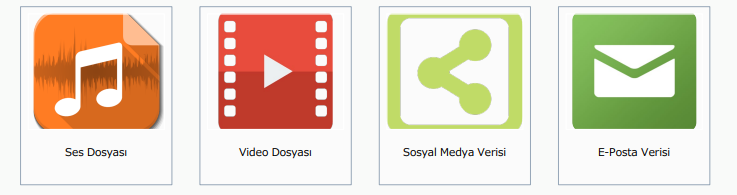 Ses Dosyası
Video Dosyası
Sosyal Medya Verisi
E-Posta Verisi